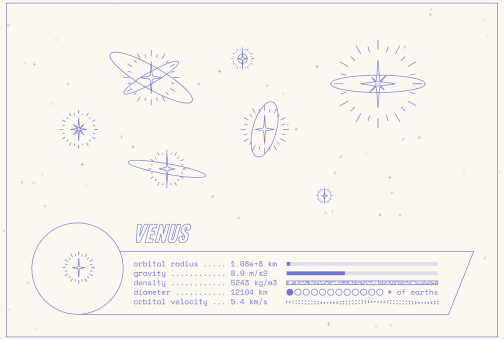 VENUS
orbital radius ..... 1.08e+8 km
gravity ............ 8.9 m/s2
density ............ 5243 kg/m3
diameter ........... 12104 km
# of earths
orbital velocity ... 5.4 km/s